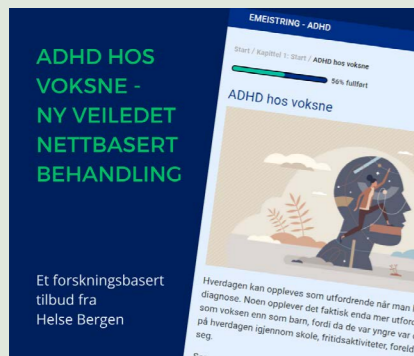 ADHD HOS
VOKSNE -
NY VEILEDET
NETTBASERT
BEHANDLING
Et forskningsbasert
tilbud fra
Helse Bergen
EMEISTRING - ADHD
Start / Kapittel 1: Start / ADHD hos voksne
56% fullført
ADHD hos voksne
Hverdagen kan oppleves som utfordrende når man
diagnose. Noen opplever det faktisk enda mer
som voksen enn som barn, fordi da de var yngre var
på hverdagen igjennom skole, fritidsaktiviteter,
seg.